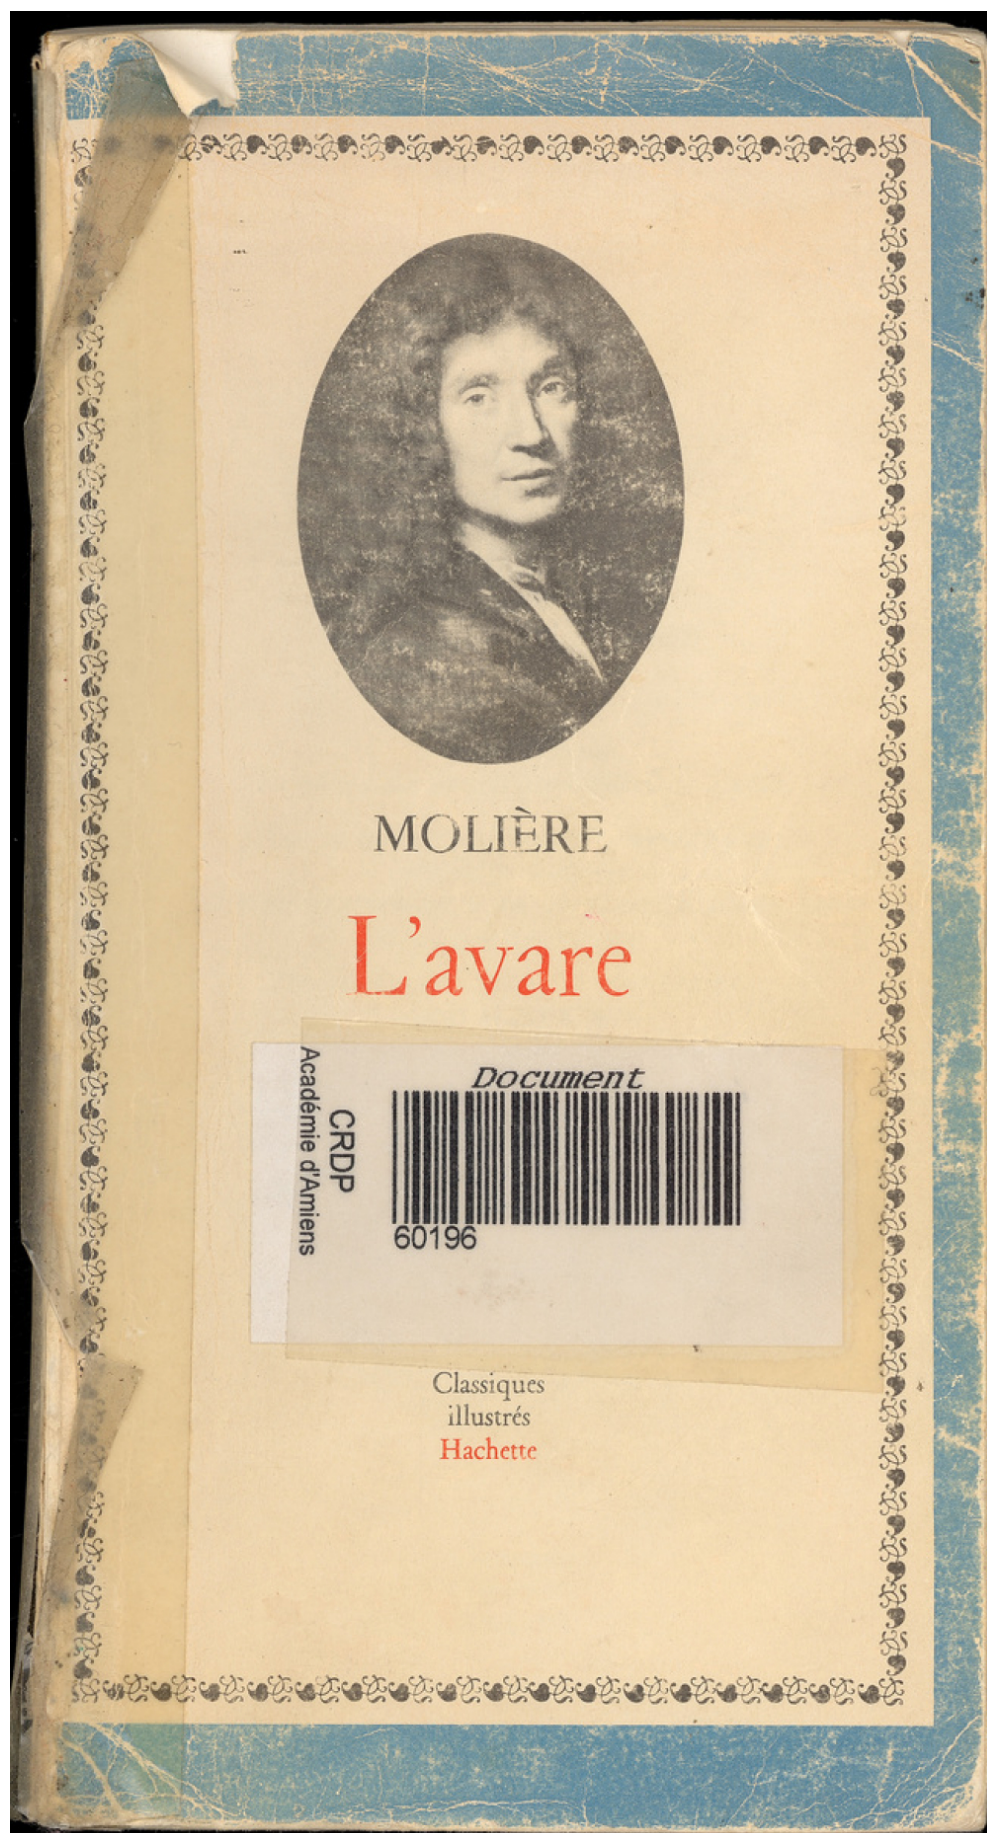 MOLIÈRE
L'avare
Document
CRDP
Académie d'Amiens
60196
Classiques
illustrés
Hachette